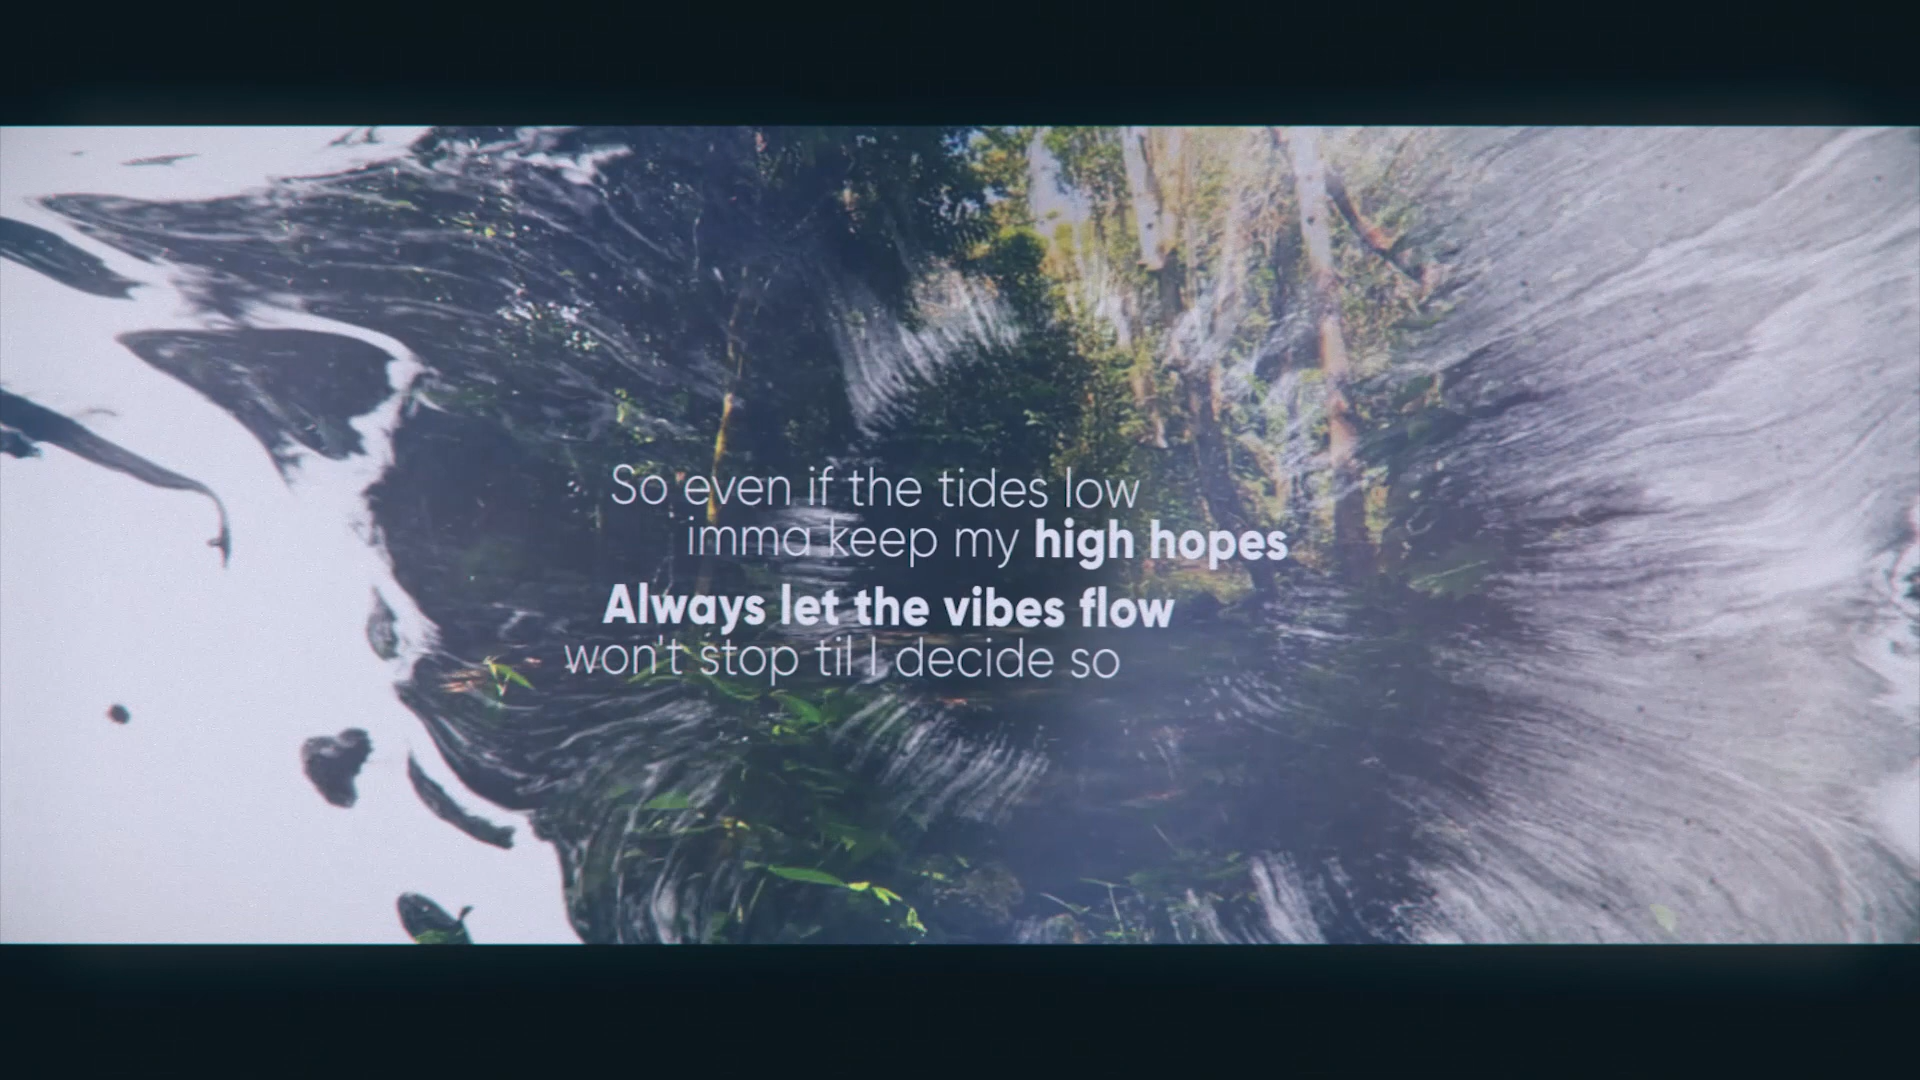 So even if the tides low
imma keep my high hopes
Always let the vibes flow
won't stop til I decide so